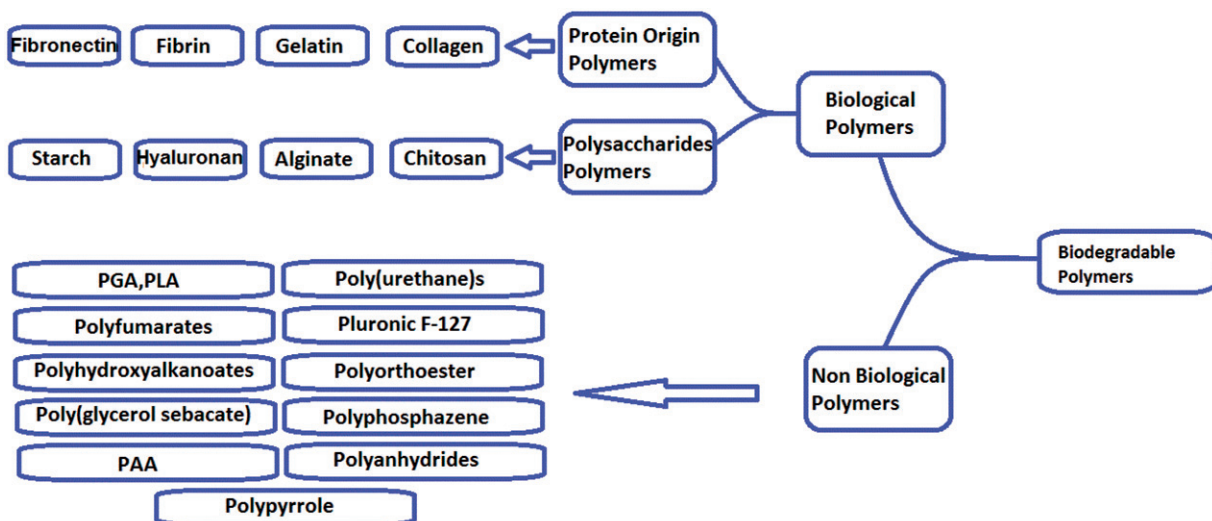 Fibronectin
Fibrin
Gelatin
Collagen
Protein Origin
Polymers
Biological
Polymers
Starch
Hyaluronan
Alginate
Chitosan
Polysaccharides
Polymers
Biodegradable
Polymers
PGA,PLA
Poly(urethane)s
Polyfumarates
Pluronic F-127
Polyhydroxyalkanoates
Polyorthoester
Non Biological
Polymers
Poly(glycerol sebacate)
Polyphosphazene
PAA
Polyanhydrides
Polypyrrole